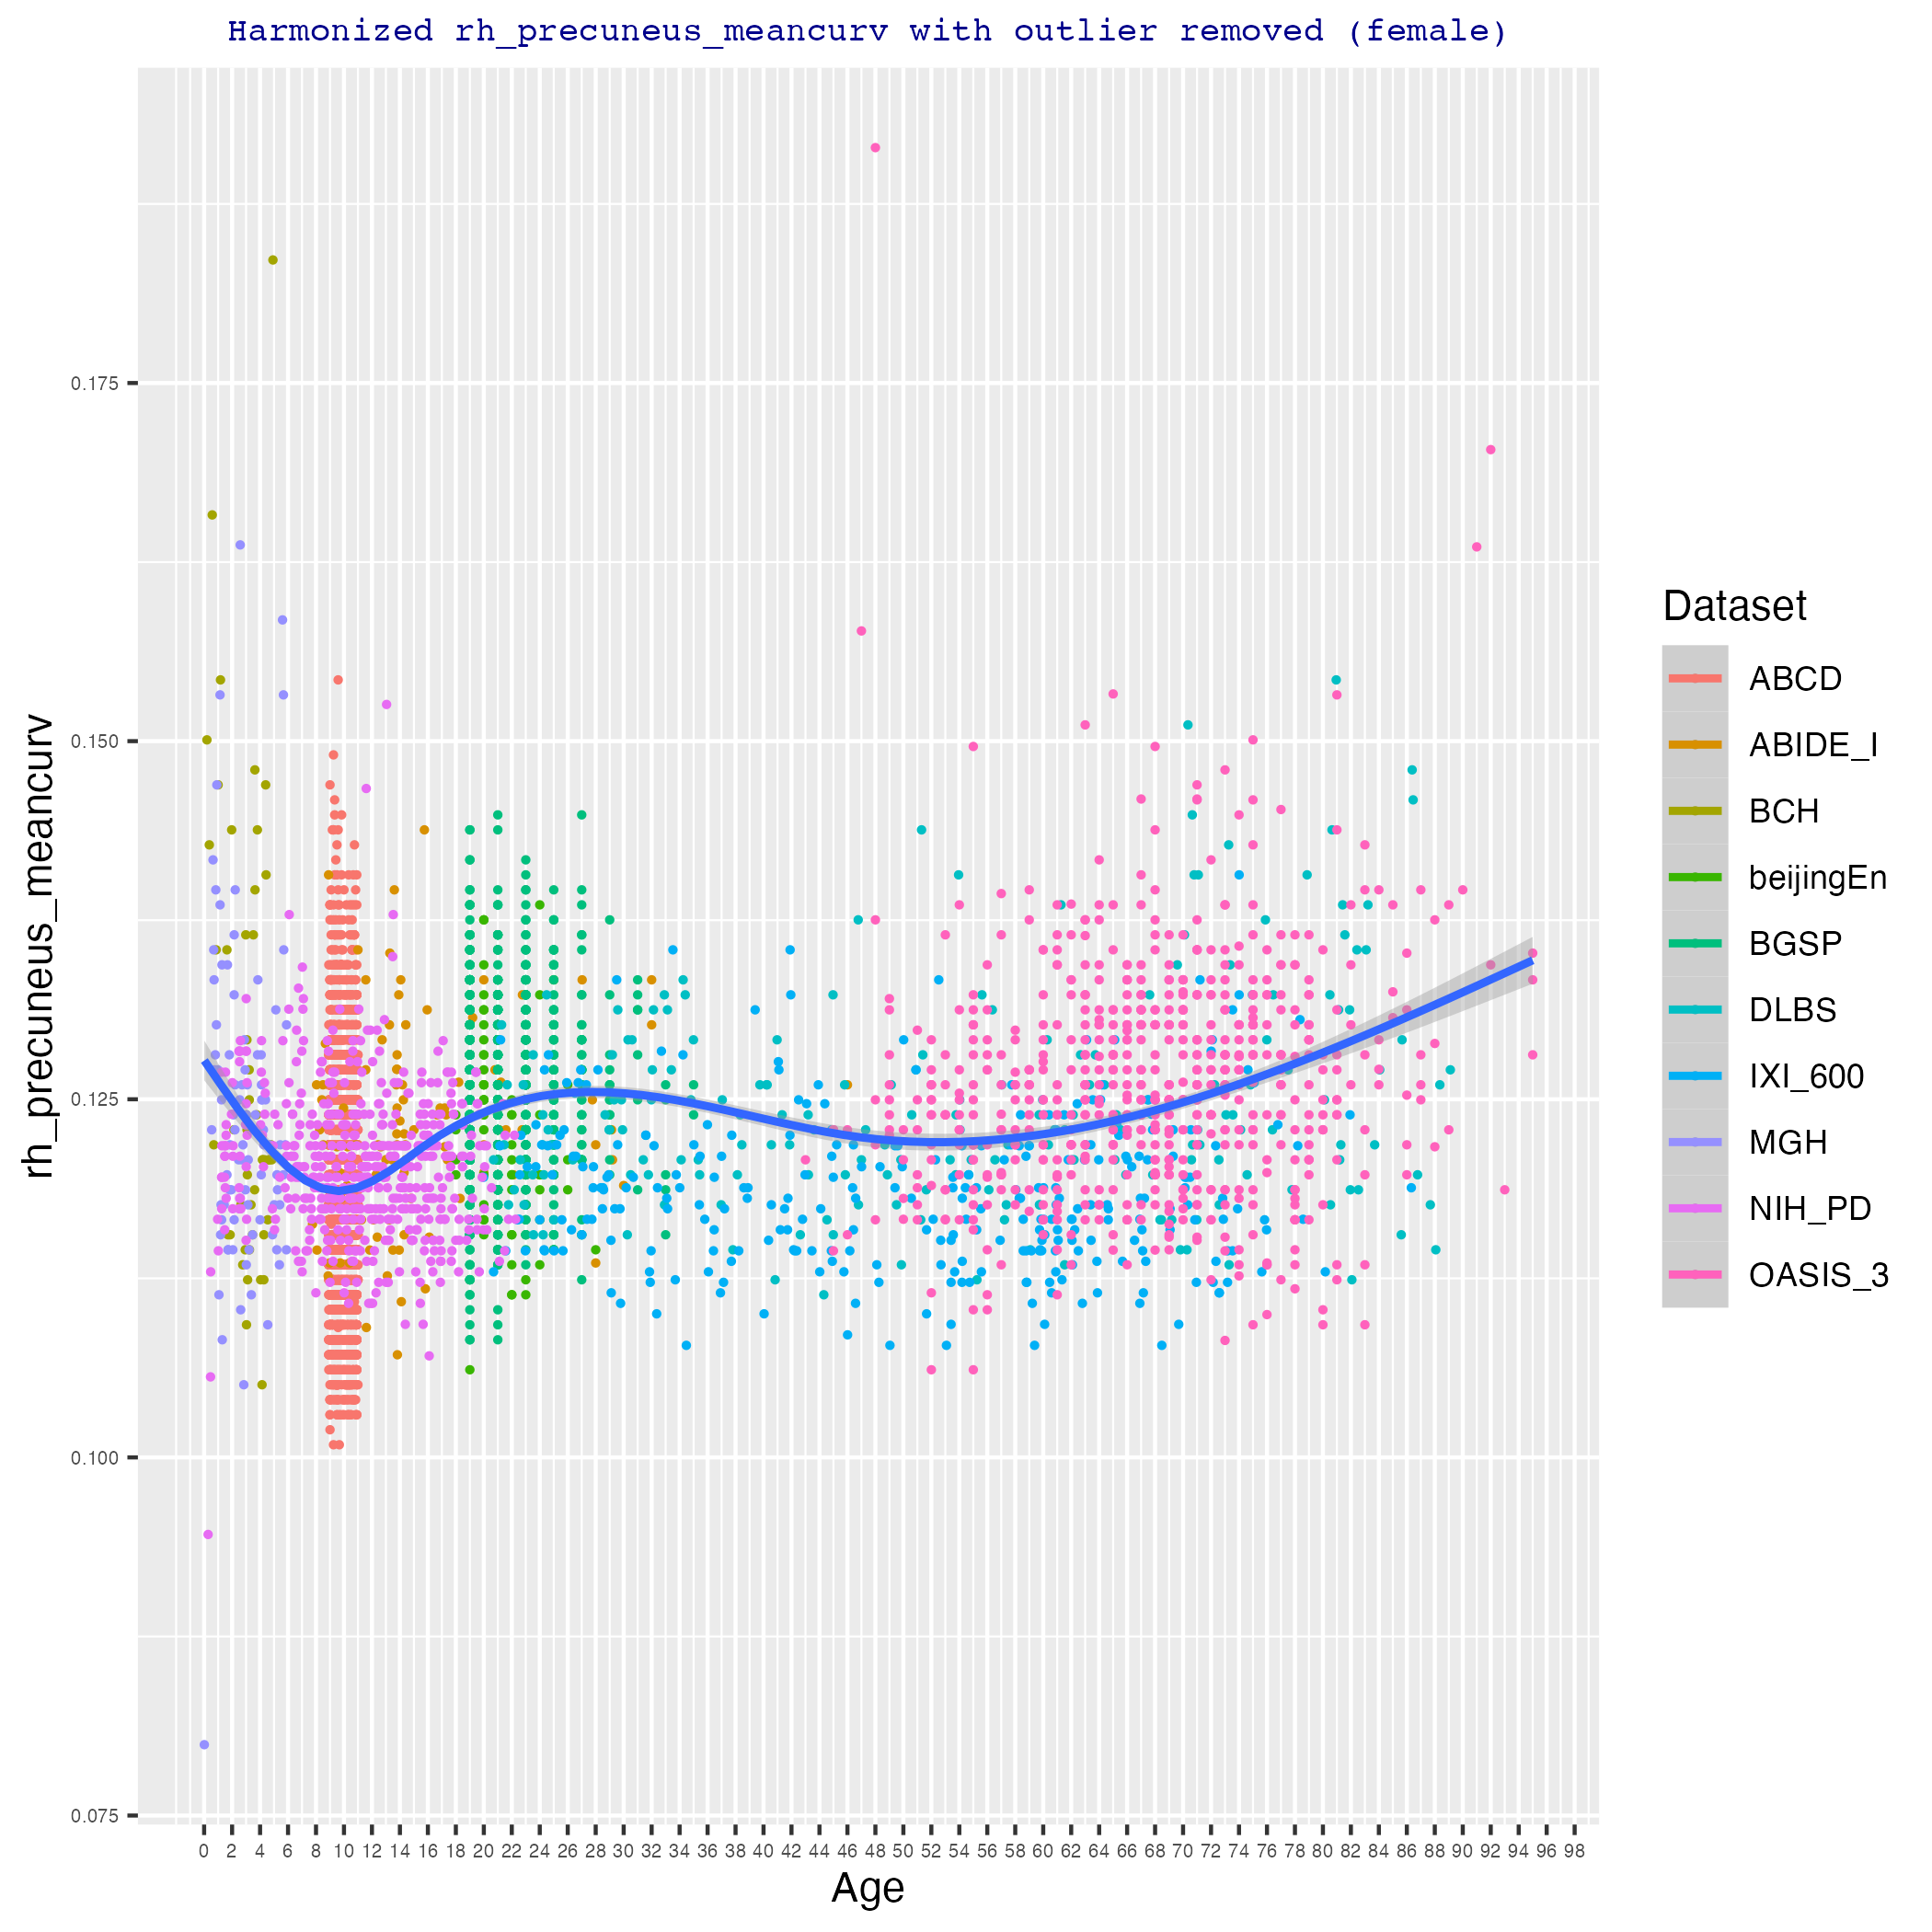 Harmonized rh_precuneus_meancurv with outlier removed (female)
rh_precuneus_meancurv
0.175
0.150
0.125
0.100
0.075
0 2 4 6 8 10 12 14 16 18 20 22 24 26 28 30 32 34 36 38 40 42 44 46 48 50 52 54 56 58 60 62 64 66 68 70 72 74 76 78 80 82 84 86 88 90 92 94 96 98
Age
Dataset
ABCD
ABIDE_I
BCH
beijingEn
BGSP
DLBS
IXI_600
MGH
NIH_PD
OASIS_3